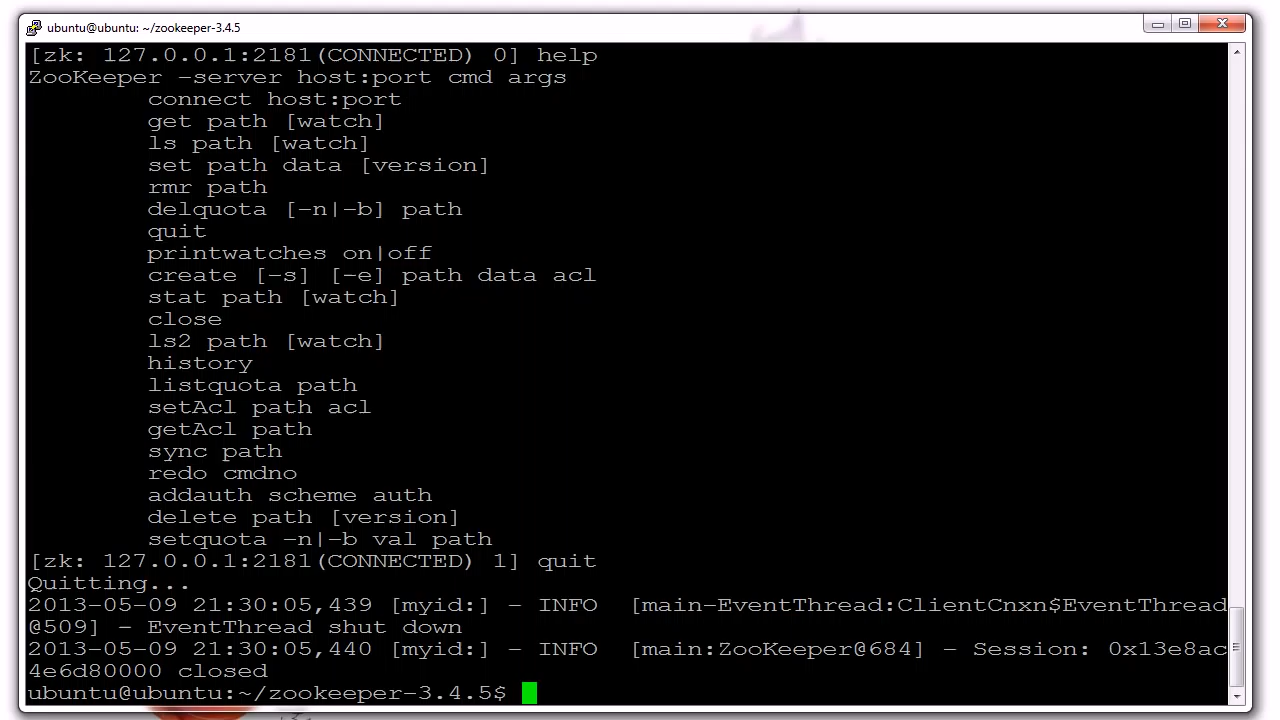 ubuntu@ubuntu: ~/zookeeper-3.4.5
[zk: 127.0.0.1:2181(CONNECTED) 0] help
ZooKeeper -server host:port cmd args
connect host:port
get path [watch]
ls path [watch]
set path data [version]
rmr path
delquota [-n|-b] path
quit
printwatches on|off
create [-s] [-e] path data acl
stat path [watch]
close
ls2 path [watch]
history
listquota path
setAcl path acl
getAcl path
sync path
redo cmdno
addauth scheme auth
delete path [version]
setquota -n|-b val path
[zk: 127.0.0.1:2181(CONNECTED) 1] quit
Quitting...
2013-05-09 21:30:05,439 [myid:] - INFO  [main-EventThread:ClientCnxn$EventThread
@509] - EventThread shut down
2013-05-09 21:30:05,440 [myid:] - INFO  [main:ZooKeeper@684] - Session: 0x13e8ac
4e6d80000 closed
ubuntu@ubuntu:~/zookeeper-3.4.5$